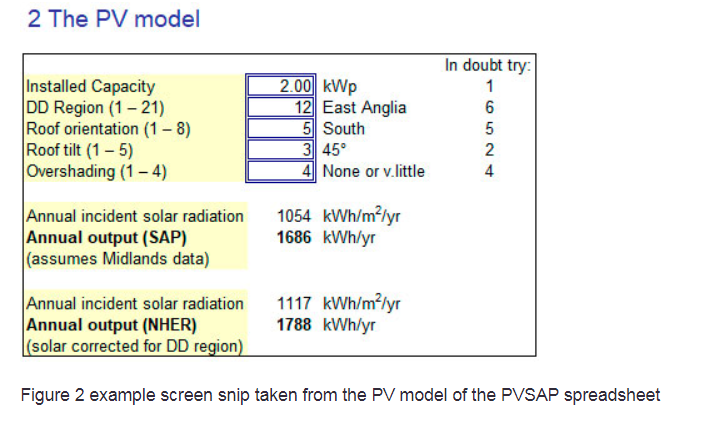 2 The PV model
In doubt try:
Installed Capacity 2.00 kWp 1
DD Region (1 – 21) 12 East Anglia 6
Roof orientation (1 – 8) 5 South 5
Roof tilt (1 – 5) 3 45° 2
Overshading (1 – 4) 4 None or v.little 4
Annual incident solar radiation 1054 kWh/m²/yr
Annual output (SAP) 1686 kWh/yr
(assumes Midlands data)
Annual incident solar radiation 1117 kWh/m²/yr
Annual output (NHER) 1788 kWh/yr
(solar corrected for DD region)
Figure 2 example screen snip taken from the PV model of the PVSAP spreadsheet